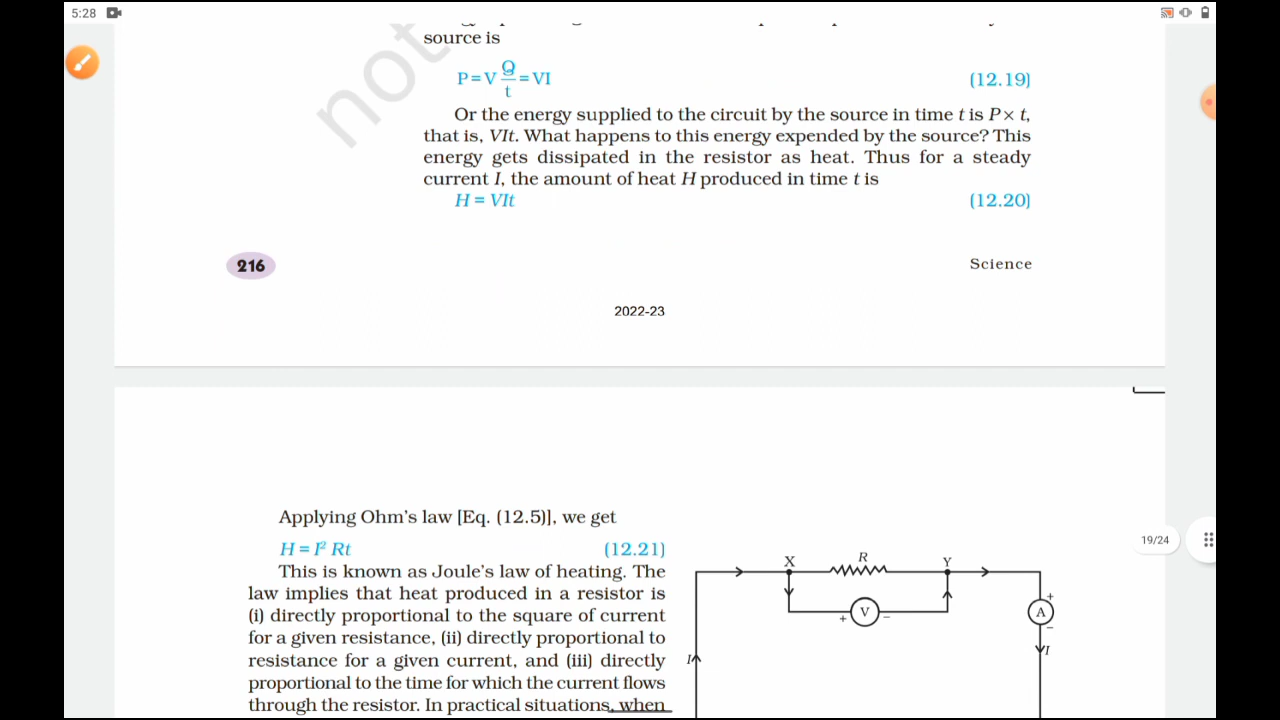 5:28
not
source is
P = V Q/t = VI (12.19)
Or the energy supplied to the circuit by the source in time t is P × t,
that is, VIt. What happens to this energy expended by the source? This
energy gets dissipated in the resistor as heat. Thus for a steady
current I, the amount of heat H produced in time t is
H = VIt (12.20)
216
Science
2022-23
19/24
Applying Ohm's law [Eq. (12.5)], we get
H = I² Rt (12.21)
This is known as Joule's law of heating. The
law implies that heat produced in a resistor is
(i) directly proportional to the square of current
for a given resistance, (ii) directly proportional to
resistance for a given current, and (iii) directly
proportional to the time for which the current flows
through the resistor. In practical situations, when
X R Y
+ V –
+
A
–
I
I